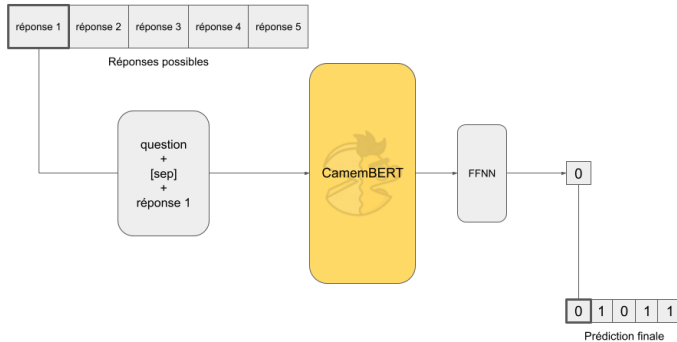 réponse 1 réponse 2 réponse 3 réponse 4 réponse 5
Réponses possibles
question
+
[sep]
+
réponse 1
CamemBERT
FFNN
0
0 1 0 1 1
Prédiction finale